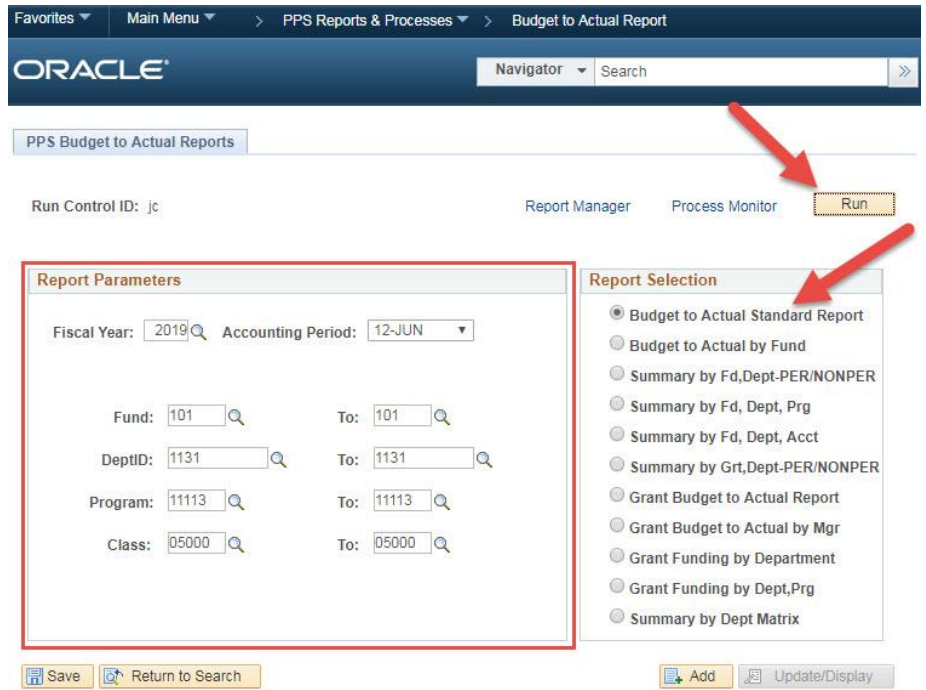 Favorites Main Menu > PPS Reports & Processes > Budget to Actual Report
ORACLE Navigator Search
PPS Budget to Actual Reports
Run Control ID: jc Report Manager Process Monitor Run
Report Parameters
Fiscal Year: 2019 Accounting Period: 12-JUN
Fund: 101 To: 101
DeptID: 1131 To: 1131
Program: 11113 To: 11113
Class: 05000 To: 05000
Report Selection
Budget to Actual Standard Report
Budget to Actual by Fund
Summary by Fd,Dept-PER/NONPER
Summary by Fd, Dept, Prg
Summary by Fd, Dept, Acct
Summary by Grt,Dept-PER/NONPER
Grant Budget to Actual Report
Grant Budget to Actual by Mgr
Grant Funding by Department
Grant Funding by Dept,Prg
Summary by Dept Matrix
Save Return to Search Add Update/Display